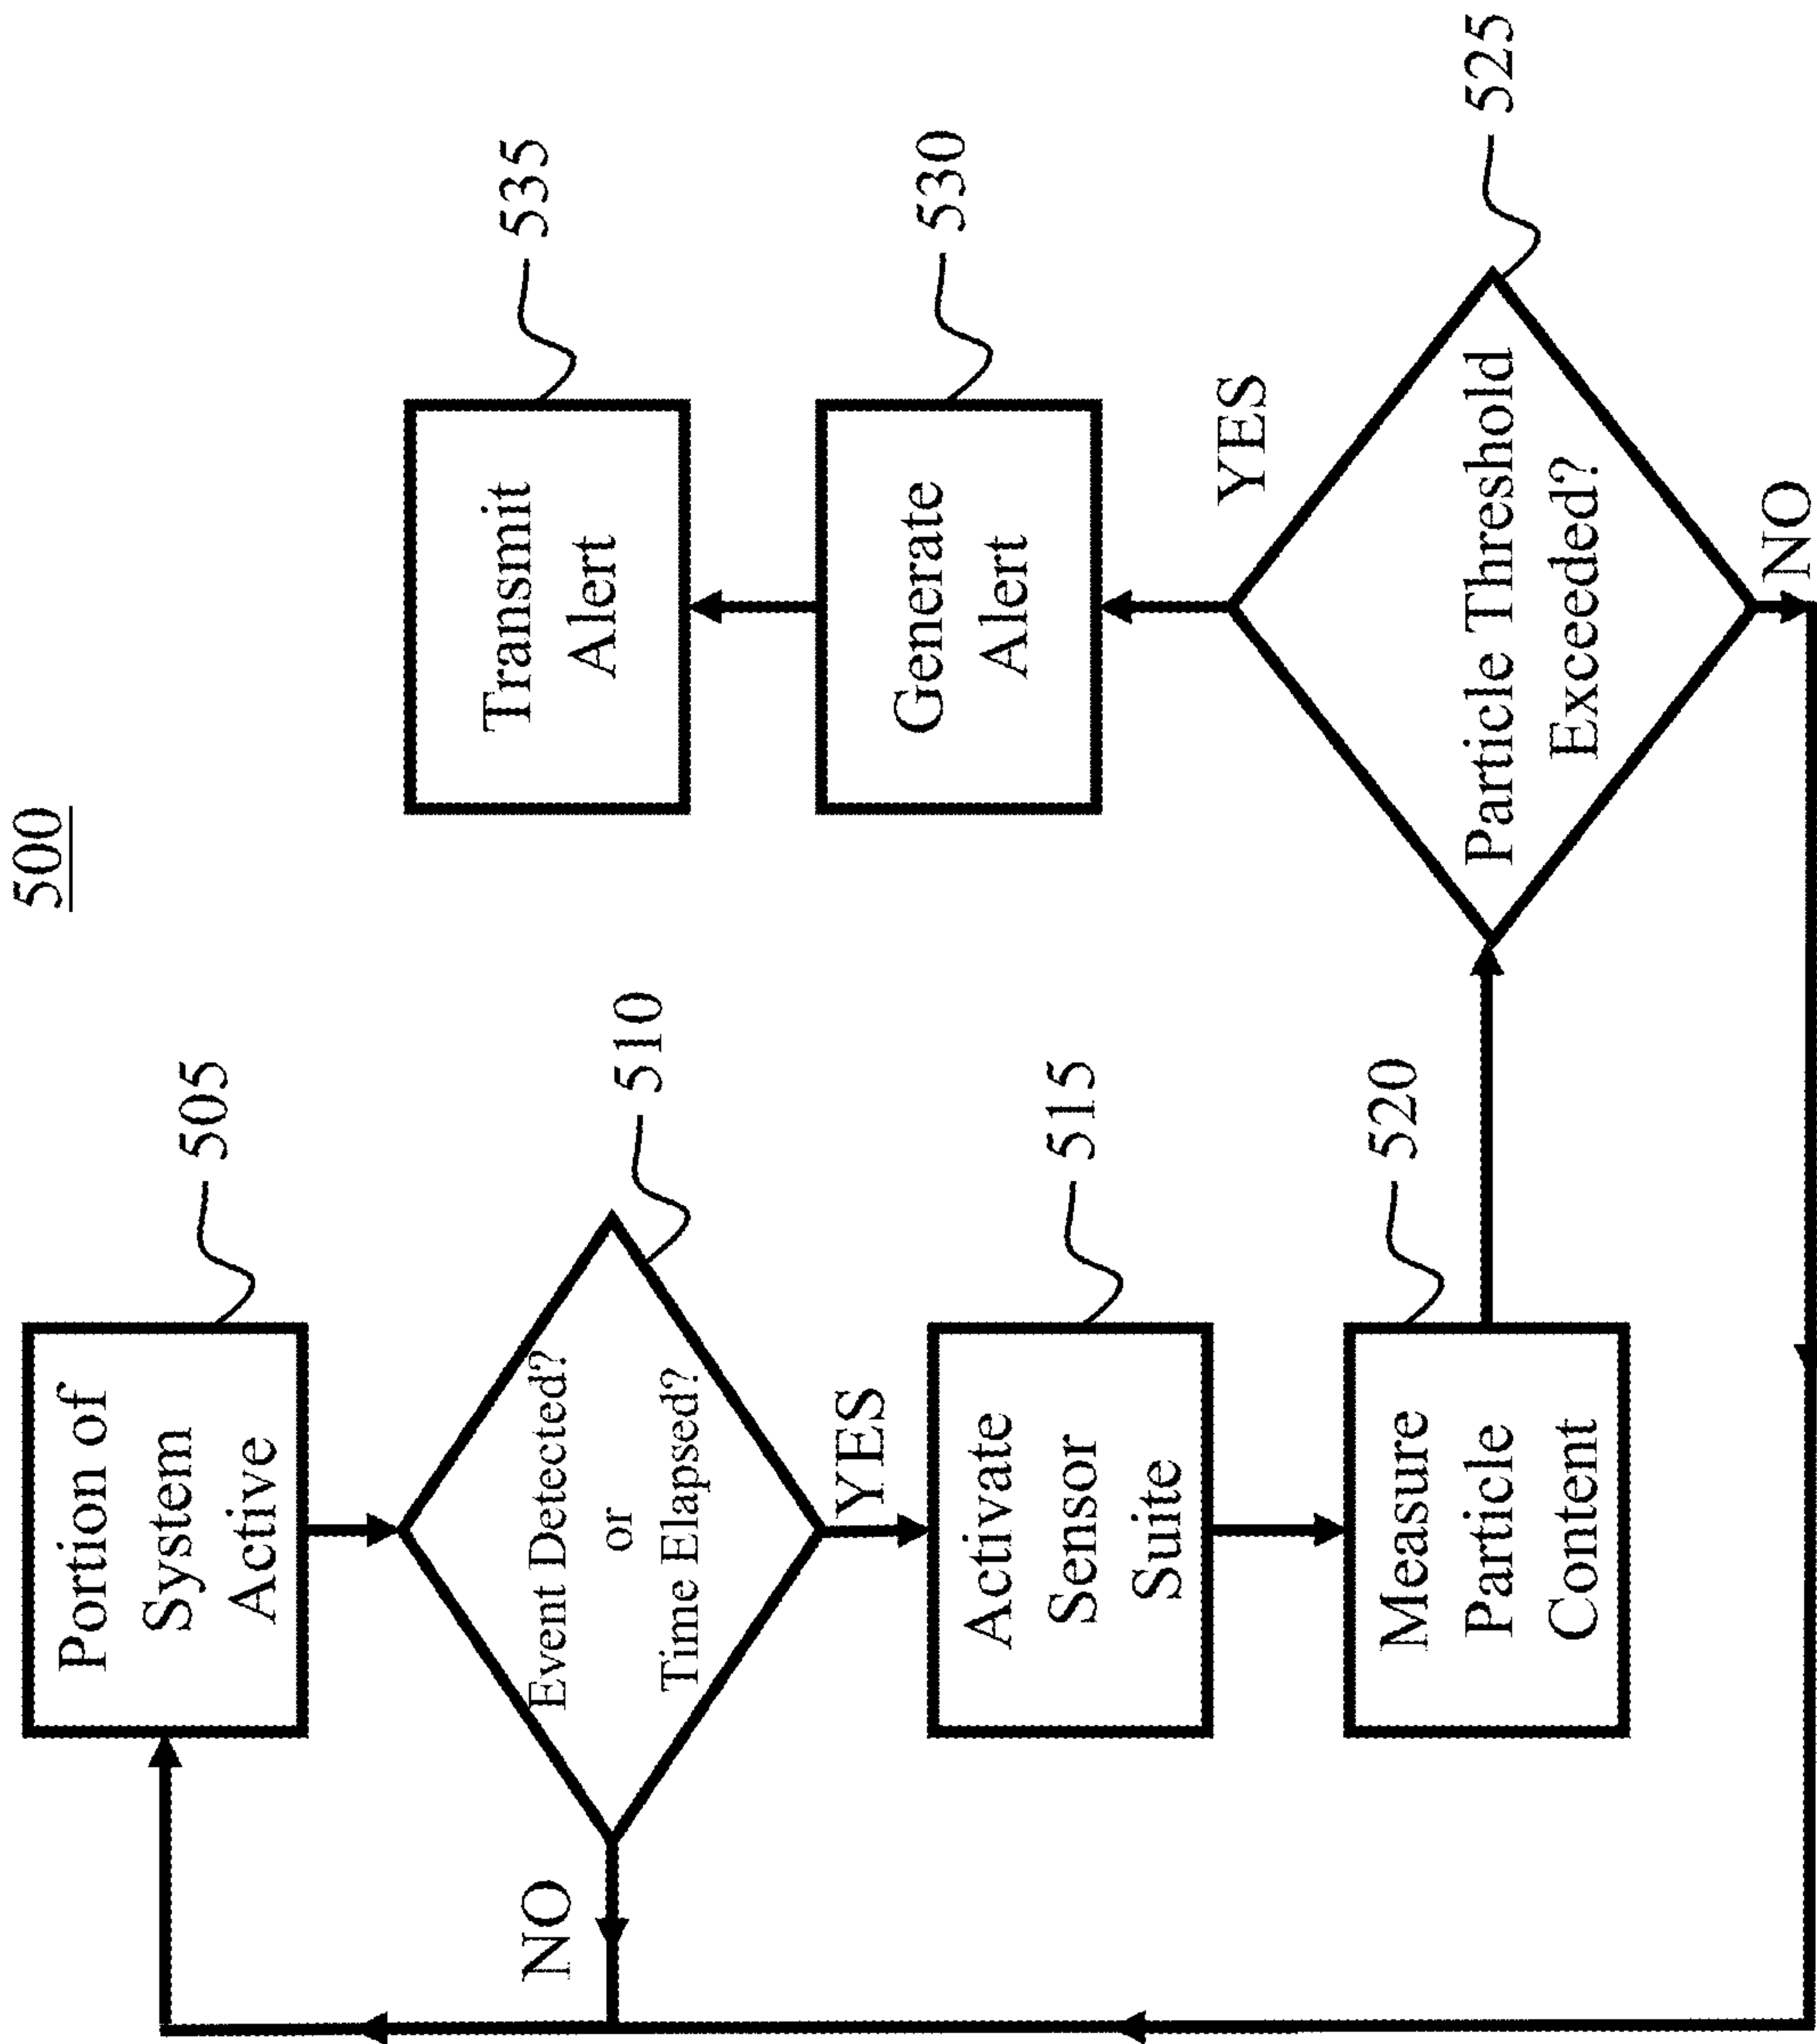 500
Portion of
System
Active
505
Event Detected?
or
Time Elapsed?
510
NO
YES
Activate
Sensor
Suite
515
Measure
Particle
Content
520
Particle Threshold
Exceeded?
525
YES
NO
Generate
Alert
530
Transmit
Alert
535